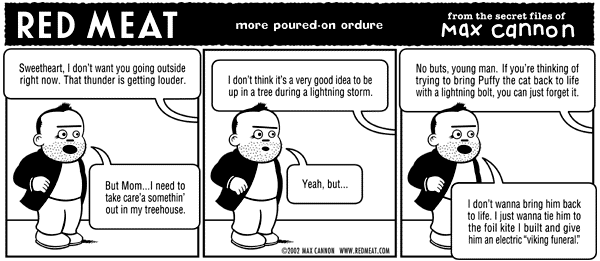 RED MEAT
more poured-on ordure
from the secret files of
Max cannon
Sweetheart, I don't want you going outside
right now. That thunder is getting louder.
But Mom...I need to
take care'a somethin'
out in my treehouse.
I don't think it's a very good idea to be
up in a tree during a lightning storm.
Yeah, but...
©2002 MAX CANNON WWW.REDMEAT.COM
No buts, young man. If you're thinking of
trying to bring Puffy the cat back to life
with a lightning bolt, you can just forget it.
I don't wanna bring him back
to life. I just wanna tie him to
the foil kite I built and give
him an electric "viking funeral."